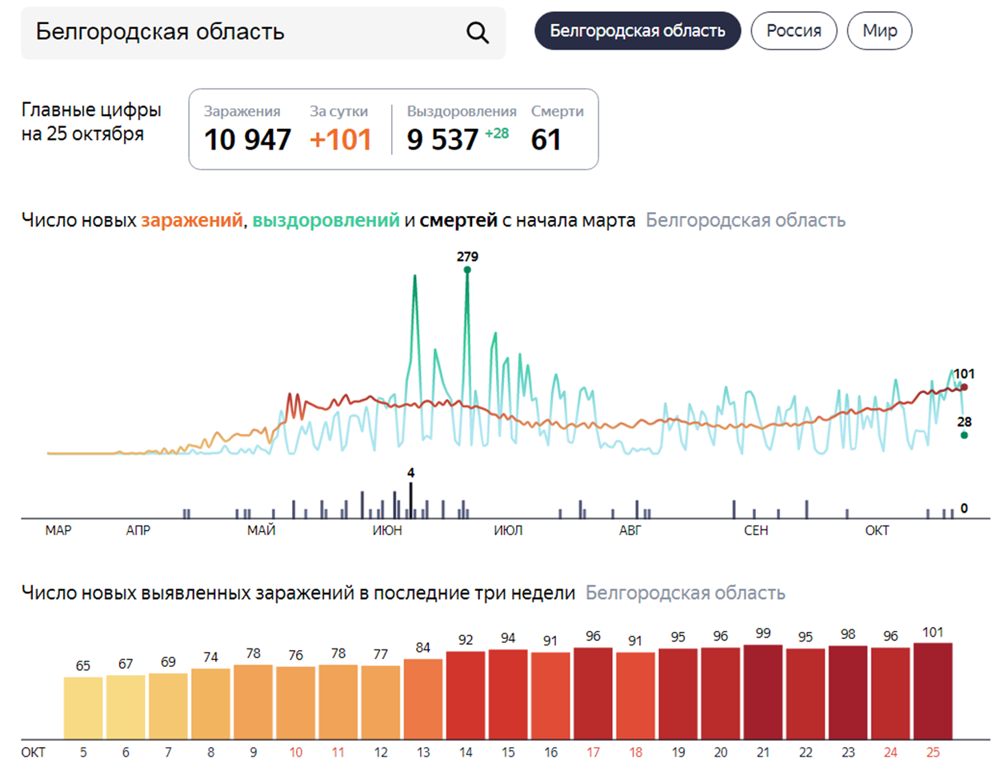 Белгородская область
Белгородская область Россия Мир
Главные цифры
на 25 октября
Заражения За сутки Выздоровления Смерти
10 947 +101 9 537 +28 61
Число новых заражений, выздоровлений и смертей с начала марта Белгородская область
279
101
28
4
0
МАР АПР МАЙ ИЮН ИЮЛ АВГ СЕН ОКТ
Число новых выявленных заражений в последние три недели Белгородская область
65 67 69 74 78 76 78 77 84 92 94 91 96 91 95 96 99 95 98 96 101
ОКТ 5 6 7 8 9 10 11 12 13 14 15 16 17 18 19 20 21 22 23 24 25